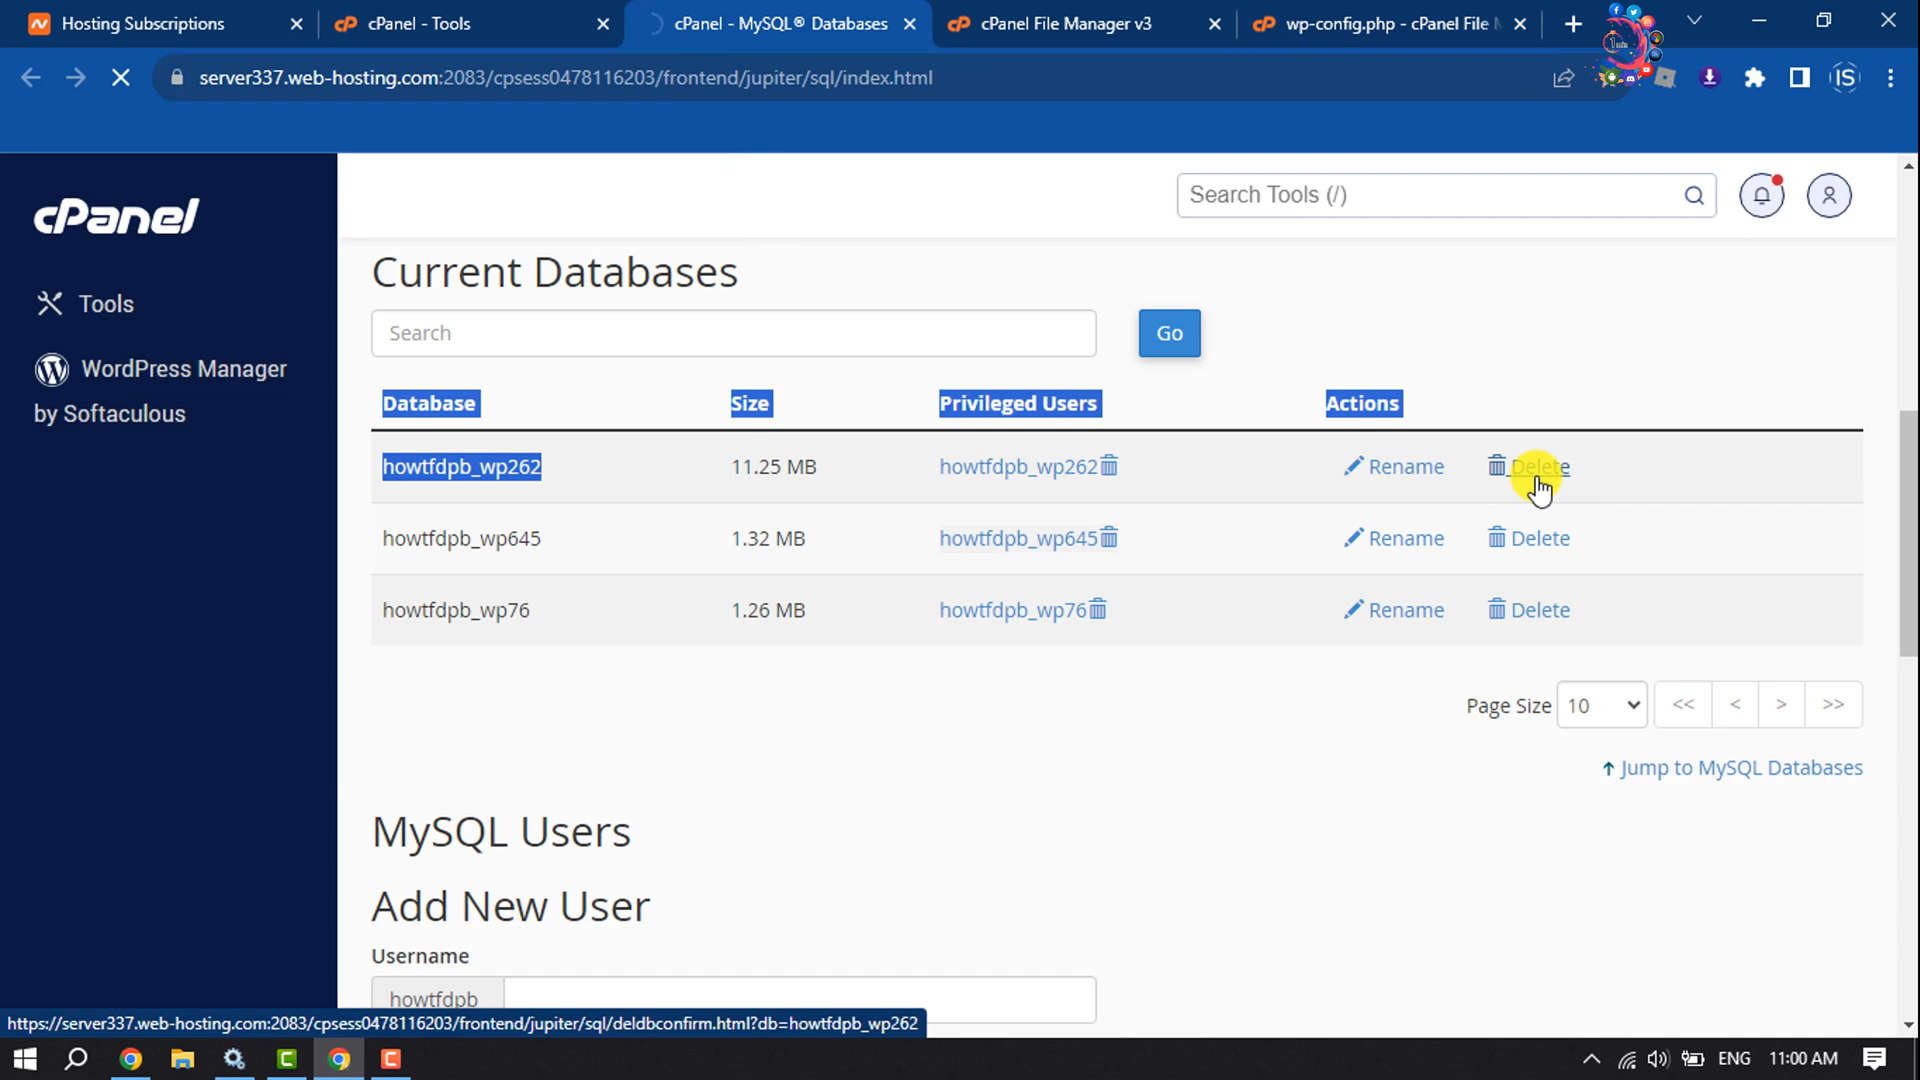 Hosting Subscriptions
cPanel - Tools
cPanel - MySQL® Databases
cPanel File Manager v3
wp-config.php - cPanel File M
server337.web-hosting.com:2083/cpsess0478116203/frontend/jupiter/sql/index.html
IS
cPanel
Search Tools (/)
Tools
WordPress Manager
by Softaculous
Current Databases
Search
Go
Database Size Privileged Users Actions
howtfdpb_wp262 11.25 MB howtfdpb_wp262 Rename Delete
howtfdpb_wp645 1.32 MB howtfdpb_wp645 Rename Delete
howtfdpb_wp76 1.26 MB howtfdpb_wp76 Rename Delete
Page Size 10 << < > >>
Jump to MySQL Databases
MySQL Users
Add New User
Username
howtfdpb
https://server337.web-hosting.com:2083/cpsess0478116203/frontend/jupiter/sql/deldbconfirm.html?db=howtfdpb_wp262
ENG 11:00 AM